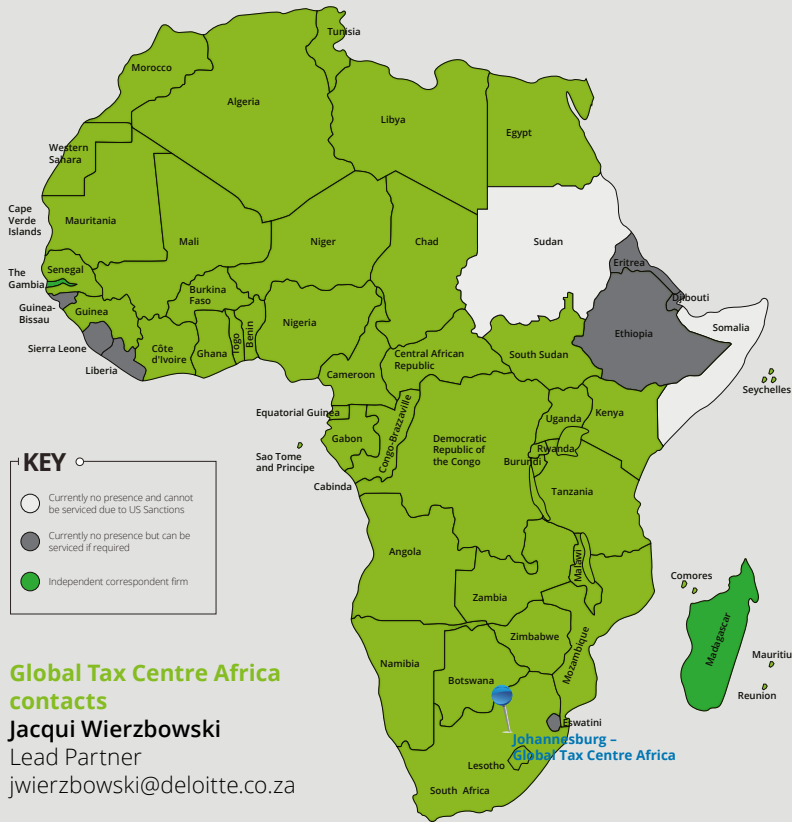 Tunisia
Morocco
Algeria
Libya
Egypt
Western
Sahara
Cape
Verde
Islands
Mauritania
Mali
Niger
Chad
Sudan
Eritrea
The
Gambia
Senegal
Guinea-
Bissau
Guinea
Burkina
Faso
Djibouti
Somalia
Ethiopia
Sierra Leone
Liberia
Côte
d'Ivoire
Ghana
Togo
Benin
Nigeria
Cameroon
Central African
Republic
South Sudan
Seychelles
Equatorial Guinea
Gabon
Congo-Brazzaville
Democratic
Republic of
the Congo
Uganda
Kenya
Rwanda
Burundi
Sao Tome
and Principe
Cabinda
Tanzania
Angola
Zambia
Malawi
Comores
Zimbabwe
Mozambique
Madagascar
Mauritiu
Reunion
Namibia
Botswana
Eswatini
Johannesburg –
Global Tax Centre Africa
Lesotho
South Africa
KEY
Currently no presence and cannot
be serviced due to US Sanctions
Currently no presence but can be
serviced if required
Independent correspondent firm
Global Tax Centre Africa
contacts
Jacqui Wierzbowski
Lead Partner
jwierzbowski@deloitte.co.za